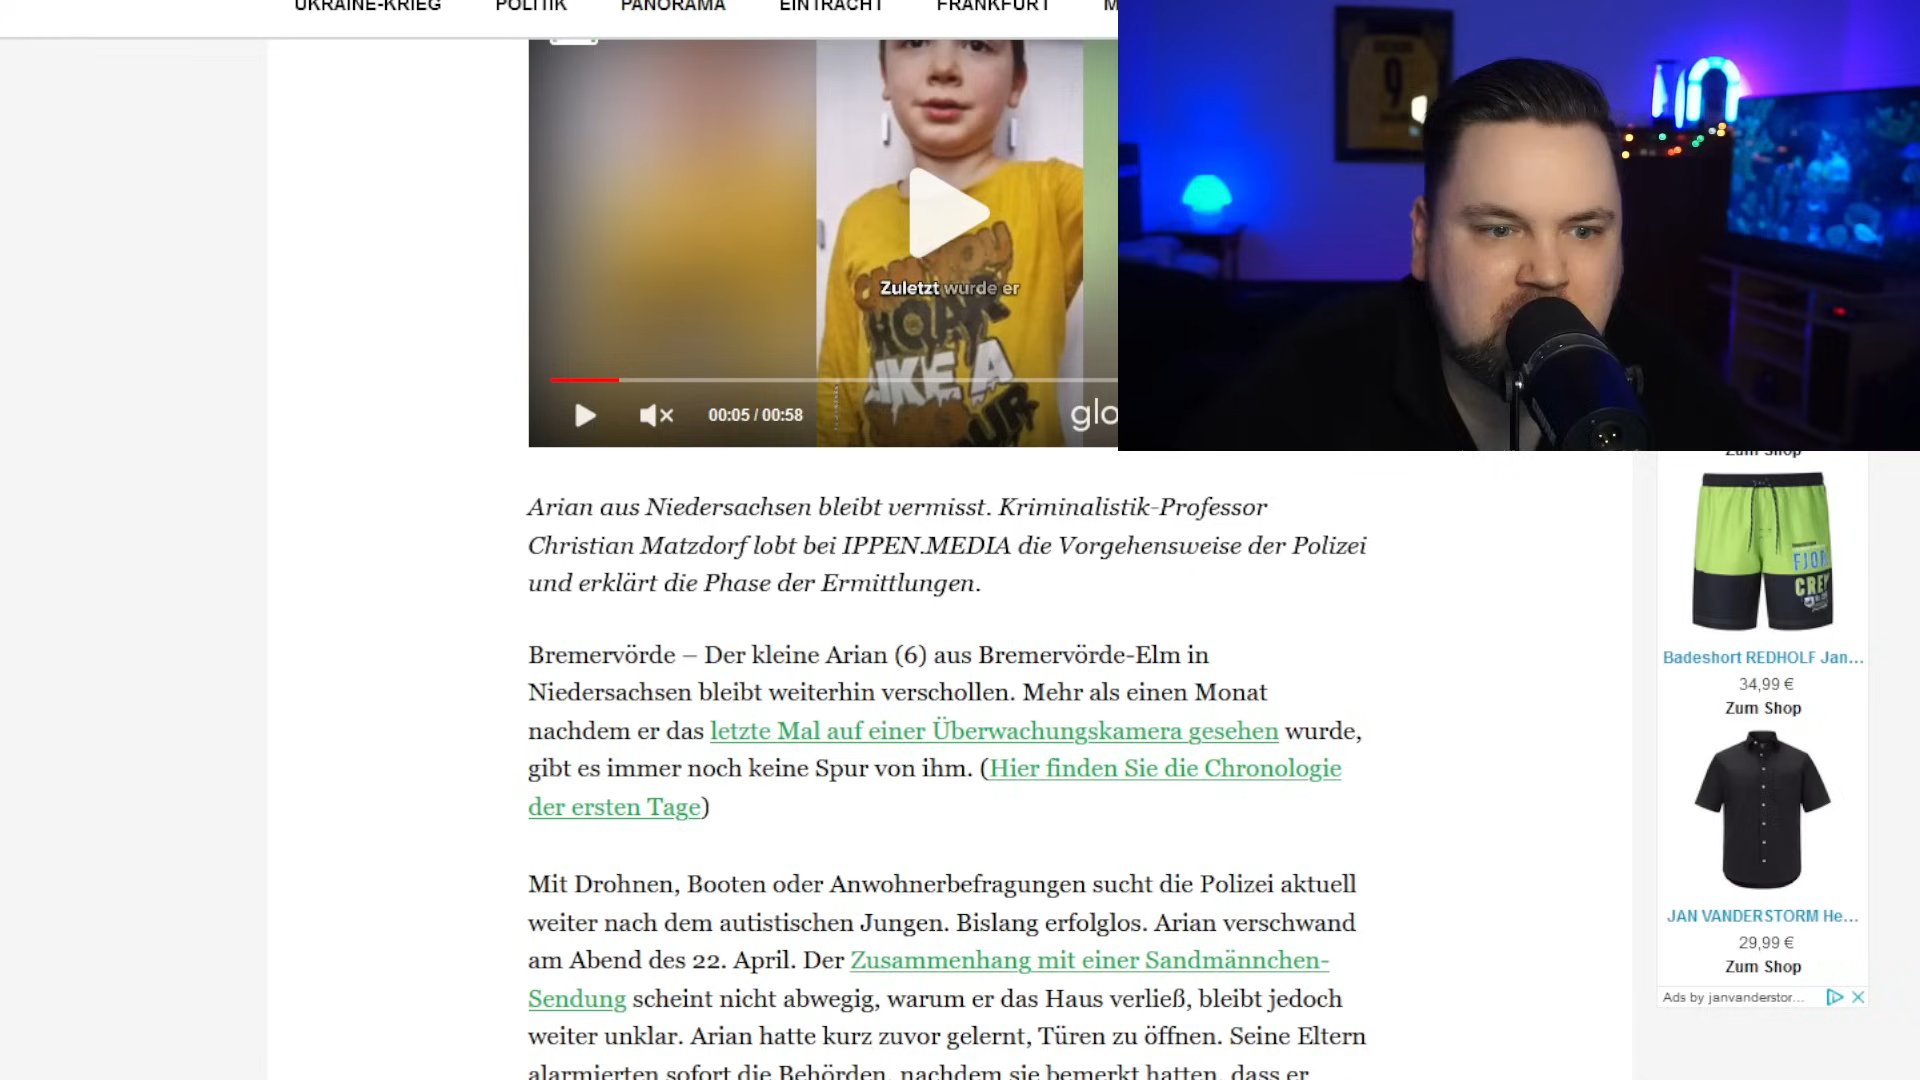 UKRAINE-KRIEG POLITIK PANORAMA EINTRACHT FRANKFURT M
9
Zuletzt wurde er
LIKE A
00:05 / 00:58
glo
Arian aus Niedersachsen bleibt vermisst. Kriminalistik-Professor
Christian Matzdorf lobt bei IPPEN.MEDIA die Vorgehensweise der Polizei
und erklärt die Phase der Ermittlungen.
Bremervörde – Der kleine Arian (6) aus Bremervörde-Elm in
Niedersachsen bleibt weiterhin verschollen. Mehr als einen Monat
nachdem er das letzte Mal auf einer Überwachungskamera gesehen wurde,
gibt es immer noch keine Spur von ihm. (Hier finden Sie die Chronologie
der ersten Tage)
Mit Drohnen, Booten oder Anwohnerbefragungen sucht die Polizei aktuell
weiter nach dem autistischen Jungen. Bislang erfolglos. Arian verschwand
am Abend des 22. April. Der Zusammenhang mit einer Sandmännchen-
Sendung scheint nicht abwegig, warum er das Haus verließ, bleibt jedoch
weiter unklar. Arian hatte kurz zuvor gelernt, Türen zu öffnen. Seine Eltern
alarmierten sofort die Behörden, nachdem sie bemerkt hatten, dass er
Zum Shop
Badeshort REDHOLF Jan...
34,99 €
Zum Shop
JAN VANDERSTORM He...
29,99 €
Zum Shop
Ads by janvanderstor...